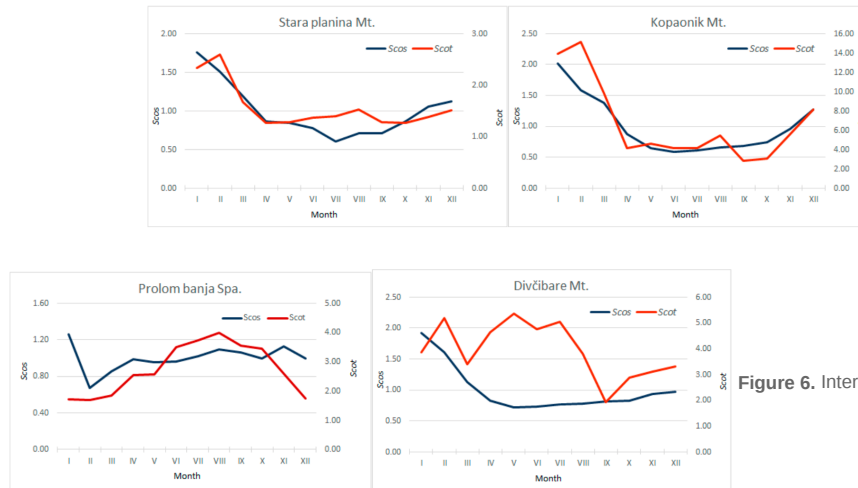 Stara planina Mt.
2.00
1.50
1.00
0.50
0.00
3.00
2.00
1.00
0.00
Scos Scot
Scos
Scot
I II III IV V VI VII VIII IX X XI XII
Month
Kopaonik Mt.
2.50
2.00
1.50
1.00
0.50
0.00
16.00
14.00
12.00
10.00
8.00
6.00
4.00
2.00
0.00
Scos Scot
Scos
I II III IV V VI VII VIII IX X XI XII
Month
Prolom banja Spa.
1.60
1.20
0.80
0.40
0.00
5.00
4.00
3.00
2.00
1.00
0.00
Scos Scot
Scos
Scot
I II III IV V VI VII VIII IX X XI XII
Month
Divčibare Mt.
2.50
2.00
1.50
1.00
0.50
0.00
6.00
5.00
4.00
3.00
2.00
1.00
0.00
Scos Scot
Scos
Scot
I II III IV V VI VII VIII IX X XI XII
Month
Figure 6. Inter